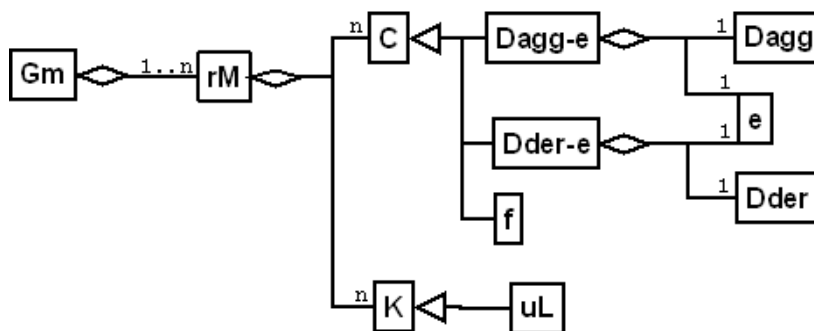 n C Dagg-e 1 Dagg
Gm 1..n rM
1 e
Dder-e 1
1 Dder
f
n K uL